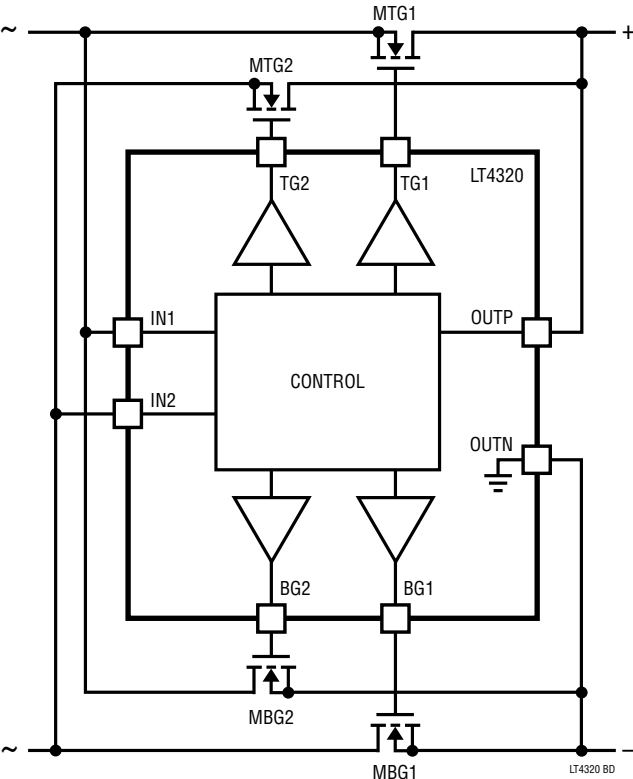 MTG1
~
+
MTG2
TG2
TG1
LT4320
IN1
OUTP
CONTROL
IN2
OUTN
BG2
BG1
MBG2
~
–
MBG1
LT4320 BD